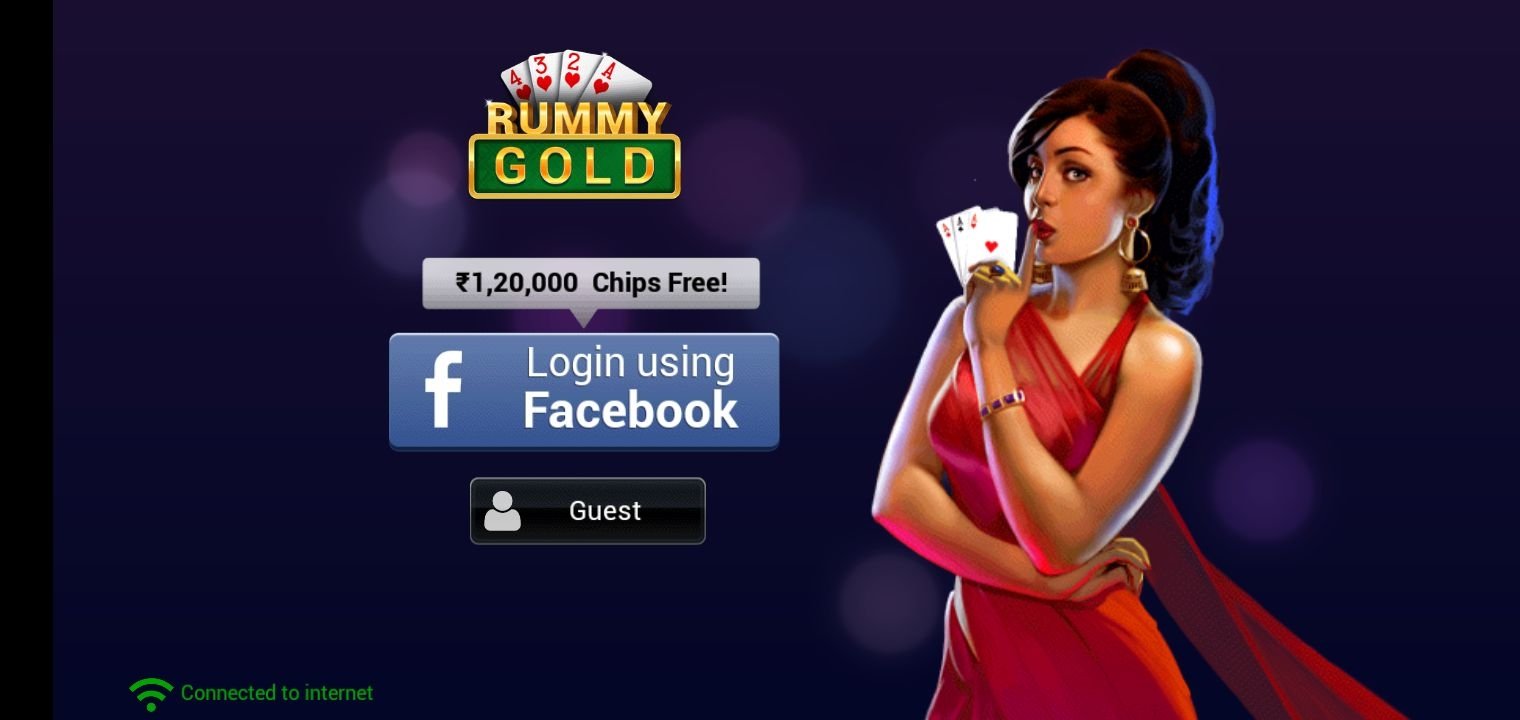 4 3 2 A
RUMMY
GOLD
₹1,20,000 Chips Free!
f Login using
Facebook
Guest
Connected to internet
A A A